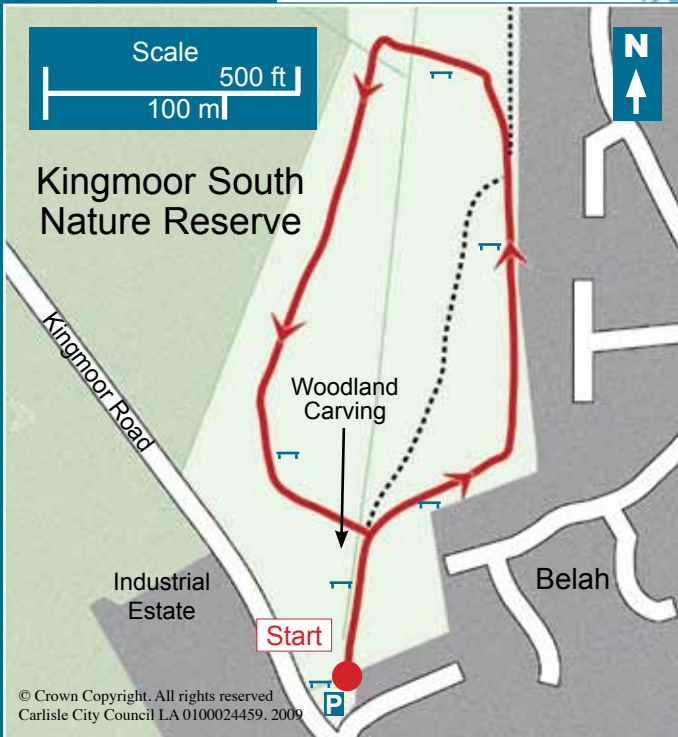 Scale
500 ft
100 m
N
Kingmoor South
Nature Reserve
Kingmoor Road
Woodland
Carving
Industrial
Estate
Belah
Start
P
© Crown Copyright. All rights reserved
Carlisle City Council LA 0100024459. 2009